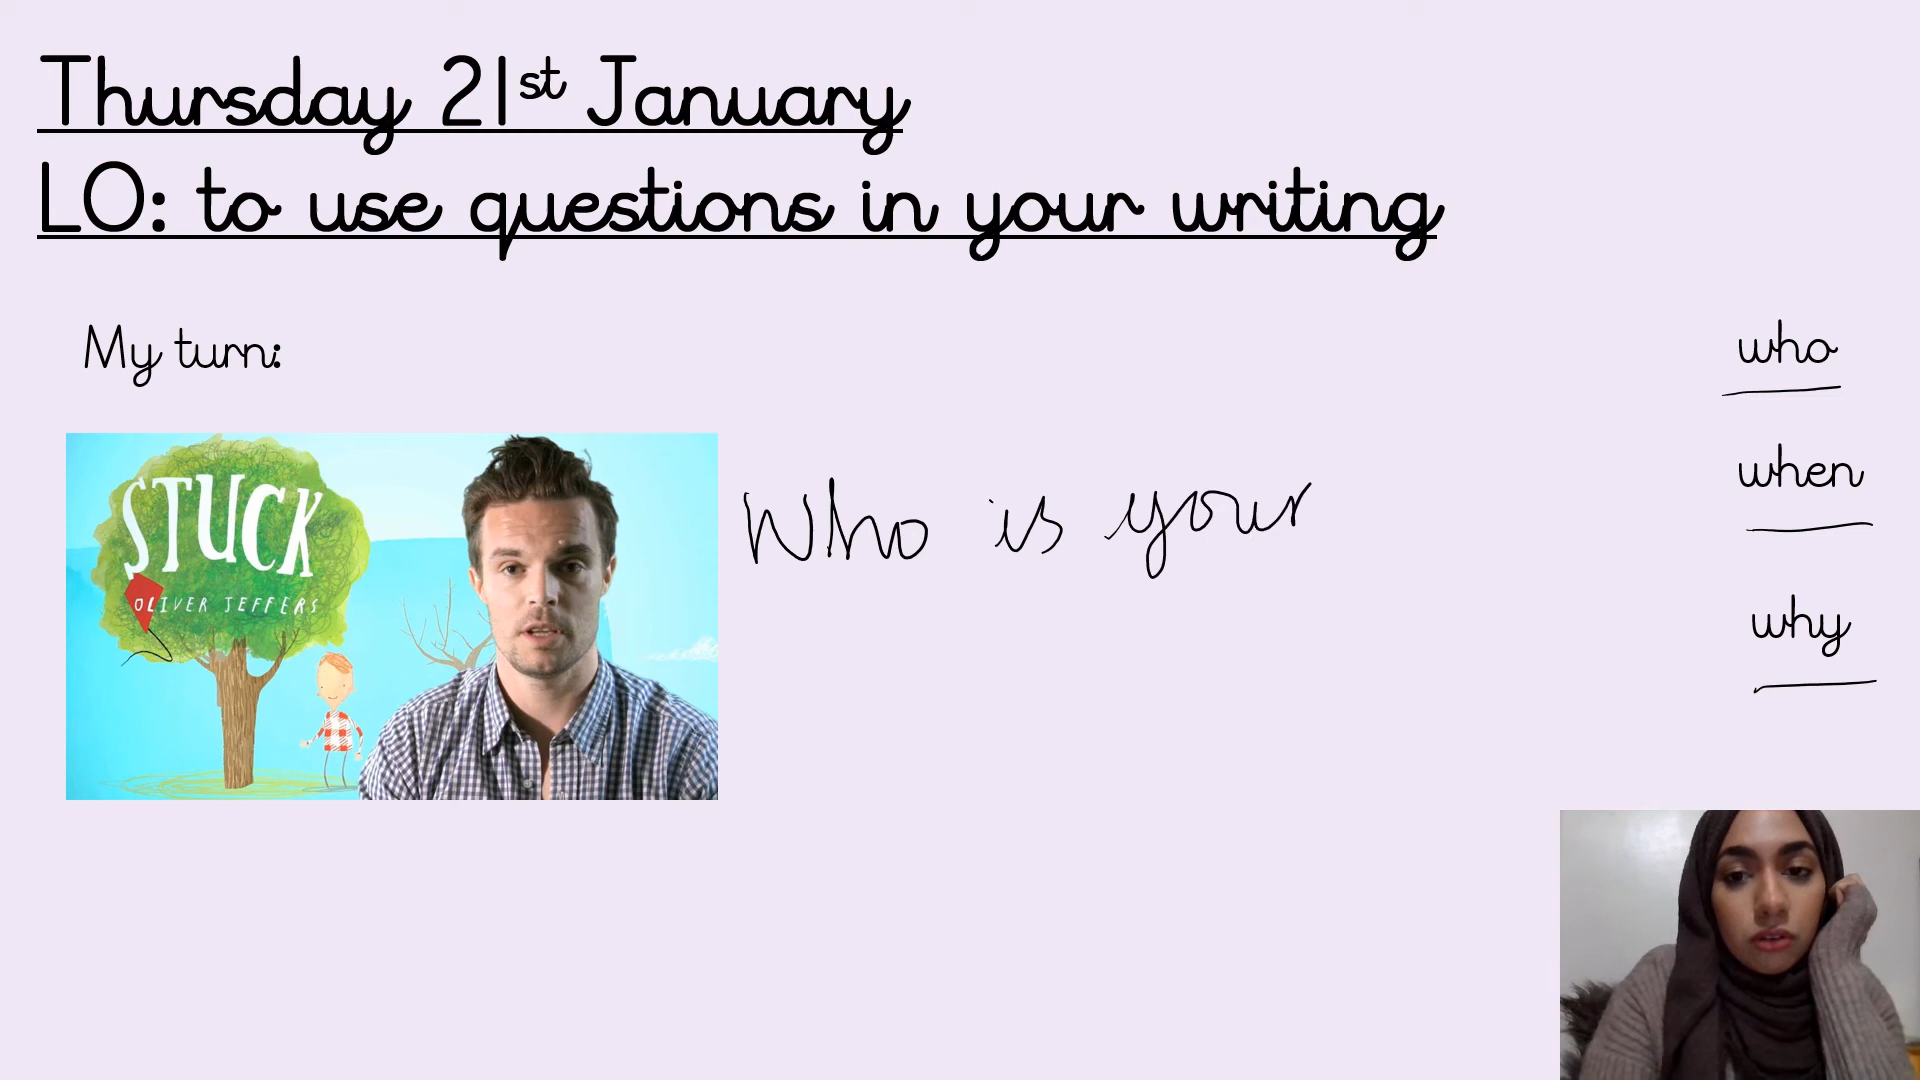 Thursday 21st January
LO: to use questions in your writing
My turn:
STUCK
OLIVER JEFFERS
Who is your
who
when
why